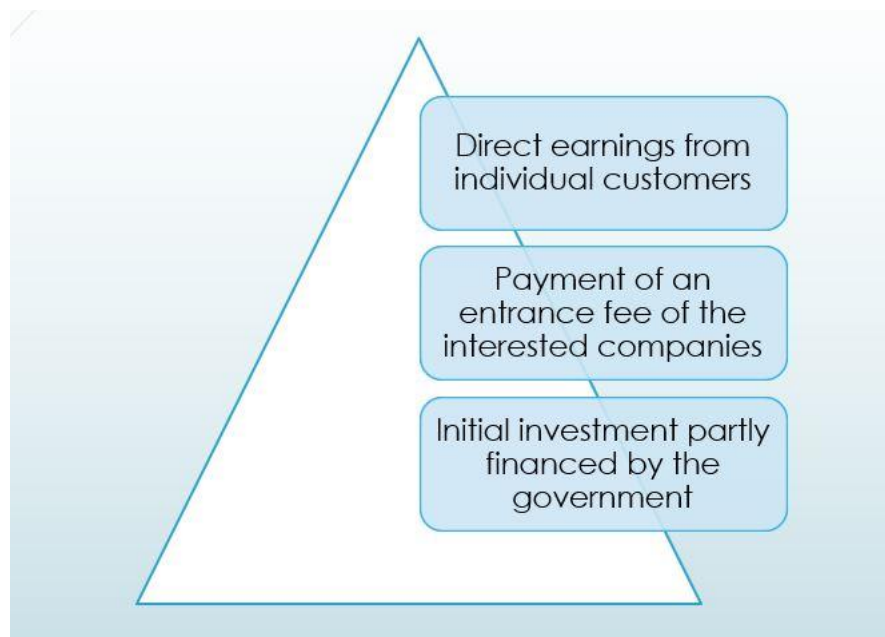 Direct earnings from
individual customers
Payment of an
entrance fee of the
interested companies
Initial investment partly
financed by the
government